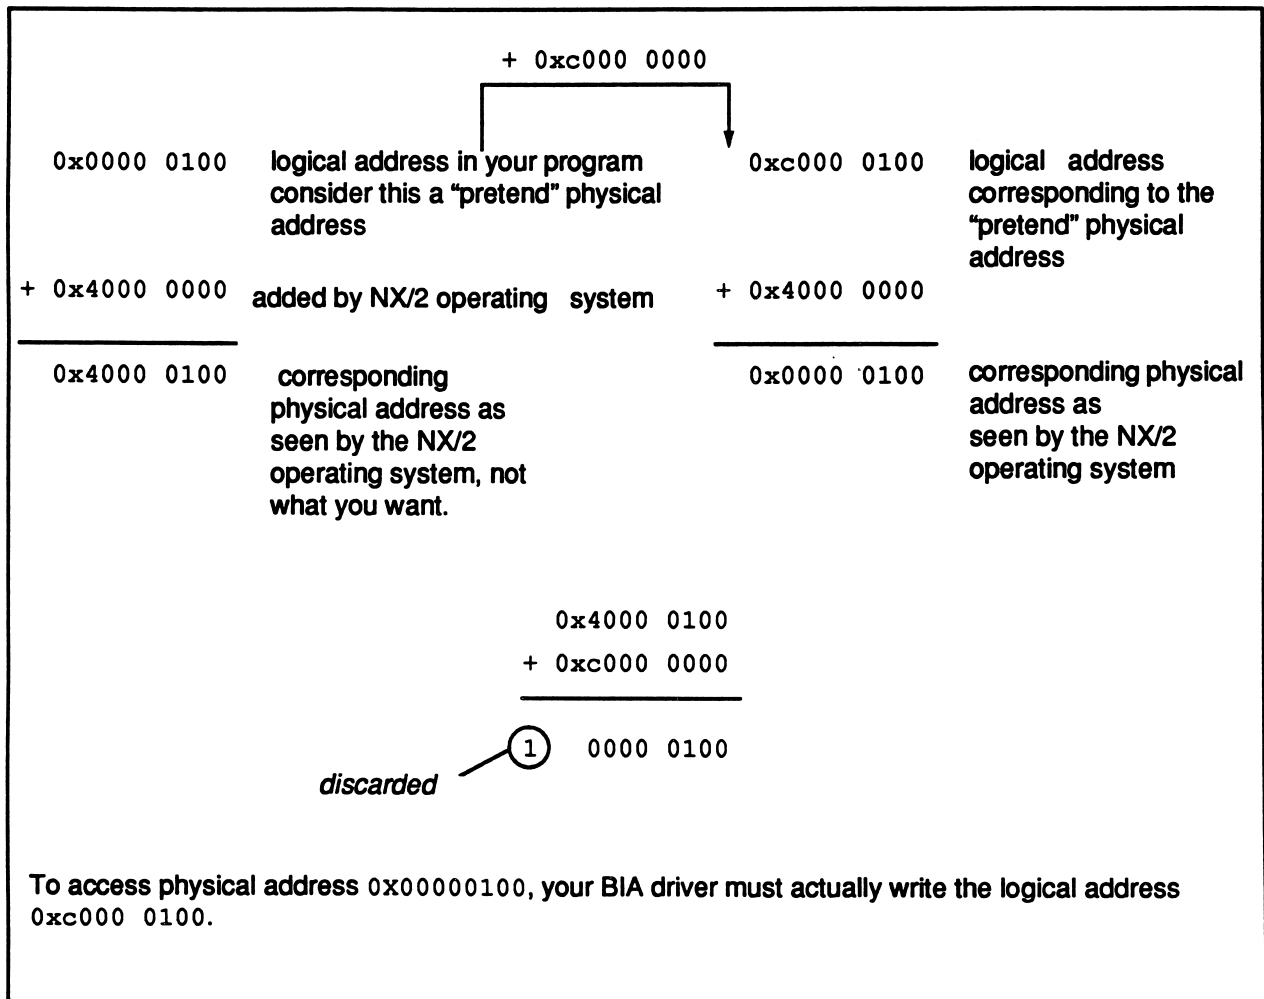 + 0xc000 0000
0x0000 0100
logical address in your program
consider this a “pretend” physical
address
0xc000 0100
logical address
corresponding to the
“pretend” physical
address
+ 0x4000 0000
added by NX/2 operating system
+ 0x4000 0000
0x4000 0100
corresponding
physical address as
seen by the NX/2
operating system, not
what you want.
0x0000 0100
corresponding physical
address as
seen by the NX/2
operating system
0x4000 0100
+ 0xc000 0000
1 0000 0100
discarded
To access physical address 0X00000100, your BIA driver must actually write the logical address
0xc000 0100.